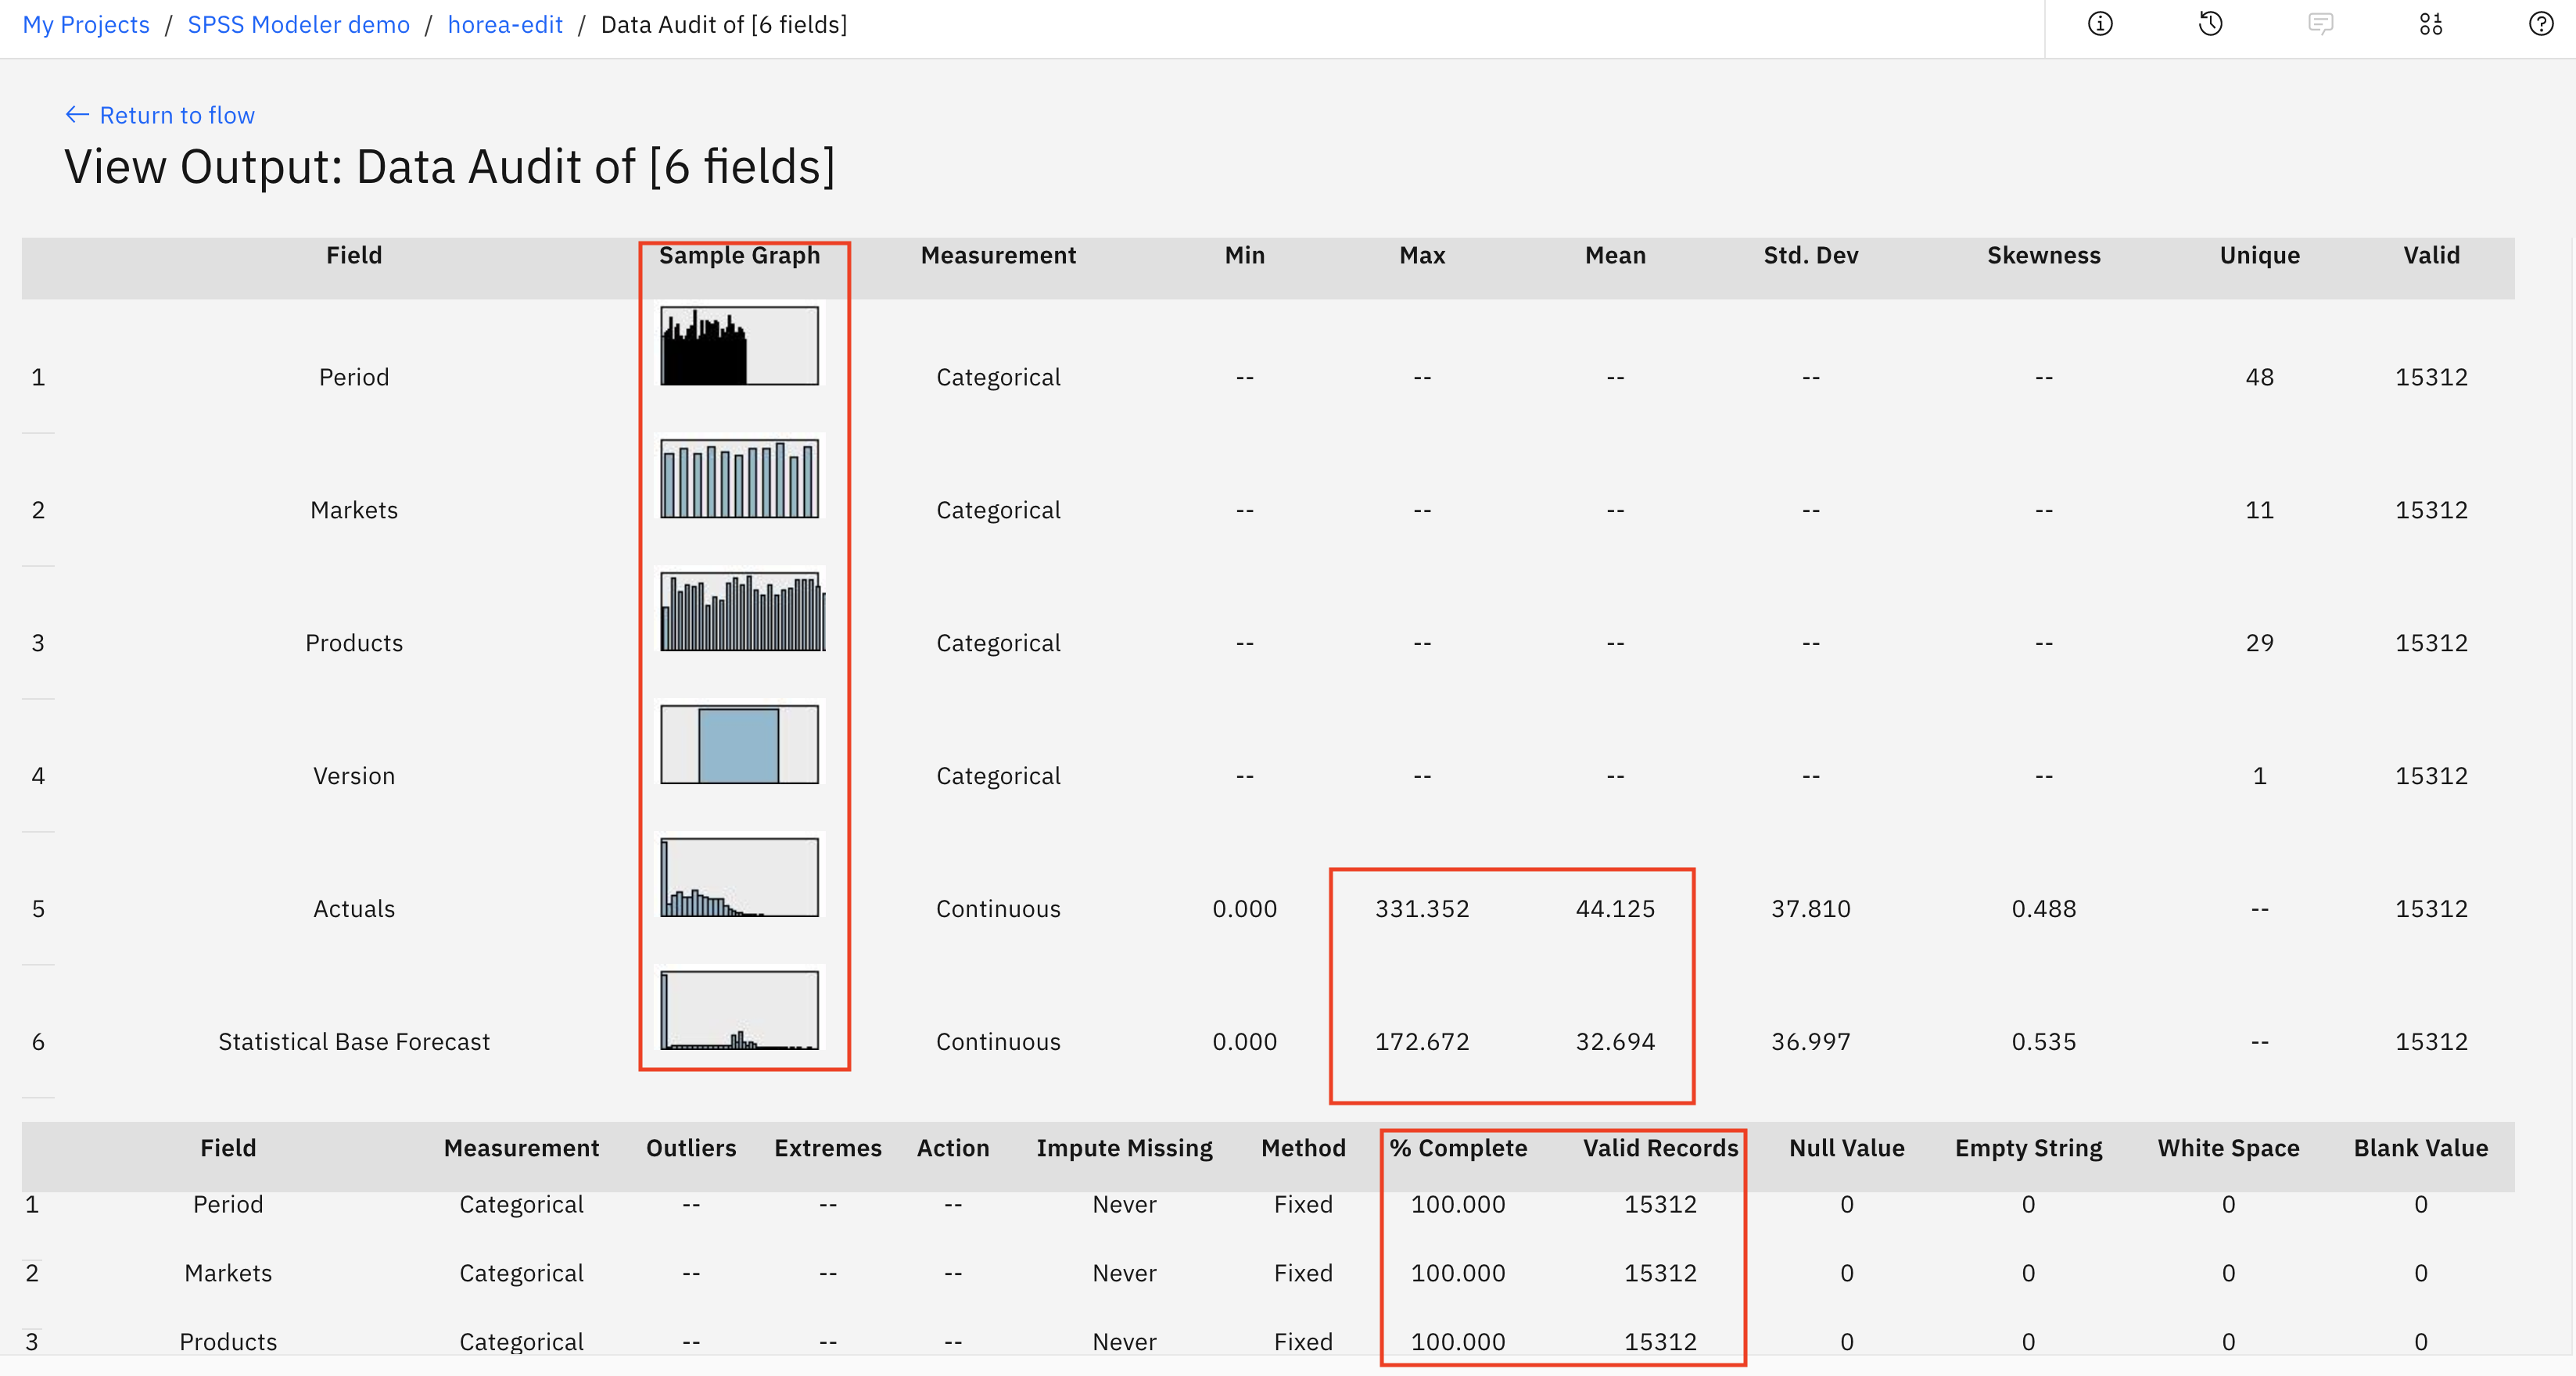 My Projects / SPSS Modeler demo / horea-edit / Data Audit of [6 fields]
← Return to flow
View Output: Data Audit of [6 fields]
Field Sample Graph Measurement Min Max Mean Std. Dev Skewness Unique Valid
1 Period Categorical -- -- -- -- -- 48 15312
2 Markets Categorical -- -- -- -- -- 11 15312
3 Products Categorical -- -- -- -- -- 29 15312
4 Version Categorical -- -- -- -- -- 1 15312
5 Actuals Continuous 0.000 331.352 44.125 37.810 0.488 -- 15312
6 Statistical Base Forecast Continuous 0.000 172.672 32.694 36.997 0.535 -- 15312
Field Measurement Outliers Extremes Action Impute Missing Method % Complete Valid Records Null Value Empty String White Space Blank Value
1 Period Categorical -- -- -- Never Fixed 100.000 15312 0 0 0 0
2 Markets Categorical -- -- -- Never Fixed 100.000 15312 0 0 0 0
3 Products Categorical -- -- -- Never Fixed 100.000 15312 0 0 0 0